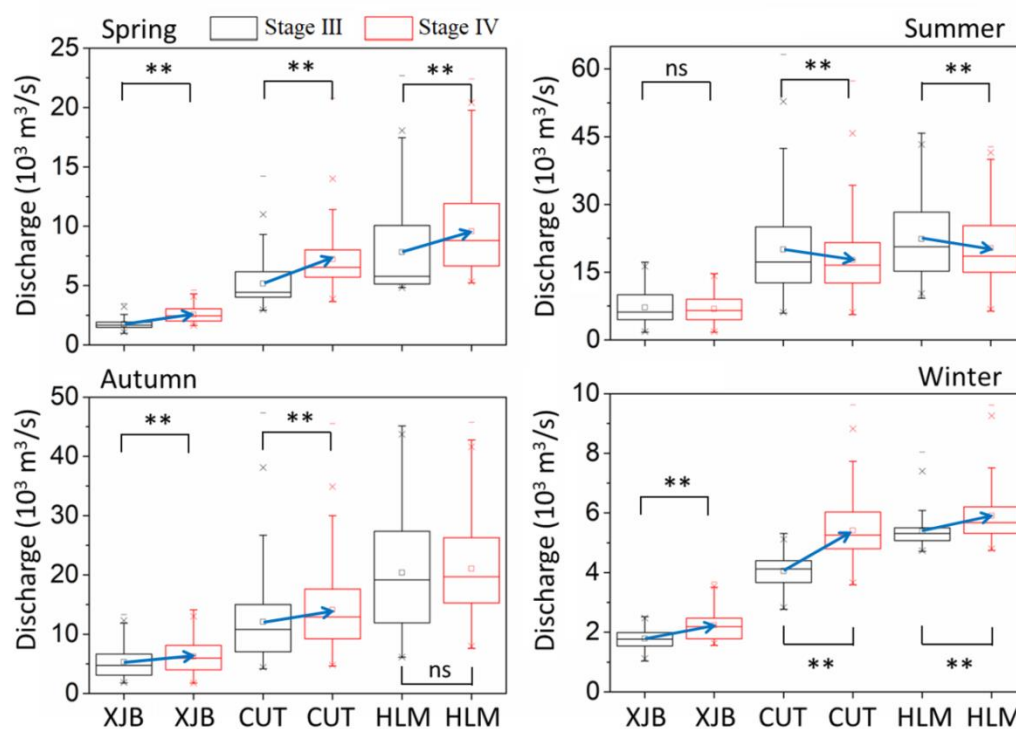 Spring
Stage III
Stage IV
Summer
Discharge (10³ m³/s)
25
20
15
10
5
0
**
**
**
Discharge (10³ m³/s)
60
45
30
15
0
ns
**
**
Autumn
Winter
Discharge (10³ m³/s)
50
40
30
20
10
0
**
**
ns
XJB XJB CUT CUT HLM HLM
Discharge (10³ m³/s)
10
8
6
4
2
0
**
**
**
XJB XJB CUT CUT HLM HLM